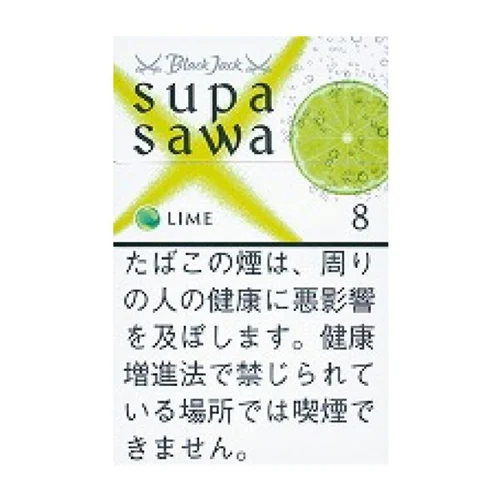 Black Jack
supa
sawa
LIME 8
たばこの煙は、周り
の人の健康に悪影響
を及ぼします。健康
増進法で禁じられて
いる場所では喫煙で
きません。